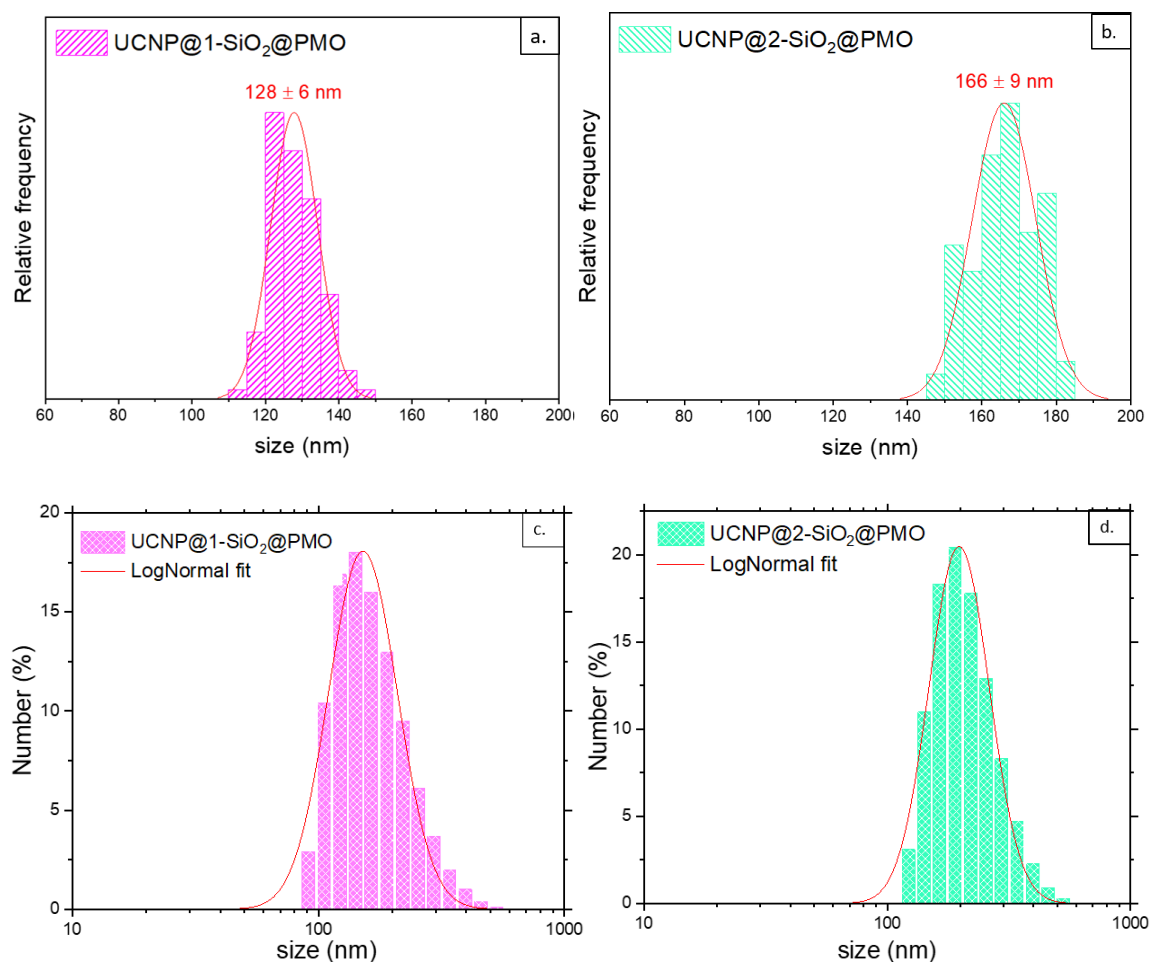 a.
UCNP@1-SiO₂@PMO
128 ± 6 nm
Relative frequency
60 80 100 120 140 160 180 200
size (nm)
b.
UCNP@2-SiO₂@PMO
166 ± 9 nm
Relative frequency
60 80 100 120 140 160 180 200
size (nm)
c.
UCNP@1-SiO₂@PMO
LogNormal fit
Number (%)
20
15
10
5
0
10 100 1000
size (nm)
d.
UCNP@2-SiO₂@PMO
LogNormal fit
Number (%)
20
15
10
5
0
10 100 1000
size (nm)